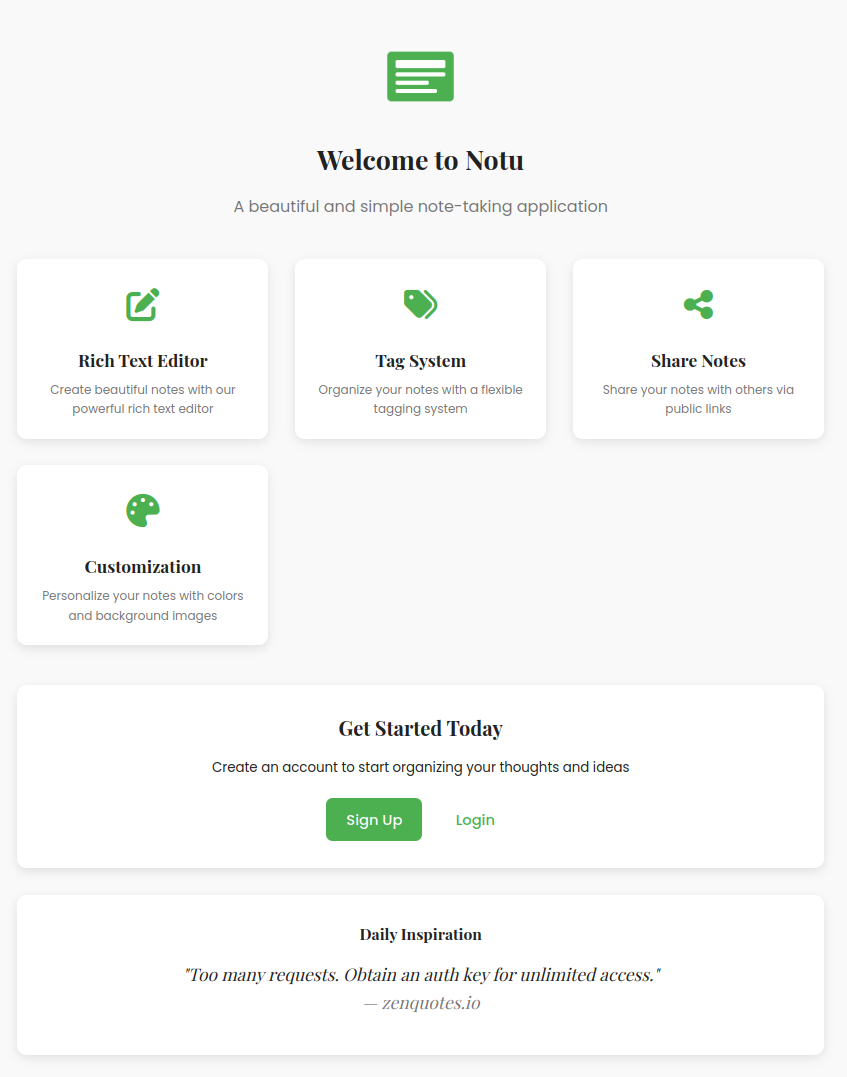 Welcome to Notu
A beautiful and simple note-taking application
Rich Text Editor
Create beautiful notes with our
powerful rich text editor
Tag System
Organize your notes with a flexible
tagging system
Share Notes
Share your notes with others via
public links
Customization
Personalize your notes with colors
and background images
Get Started Today
Create an account to start organizing your thoughts and ideas
Sign Up
Login
Daily Inspiration
"Too many requests. Obtain an auth key for unlimited access."
— zenquotes.io